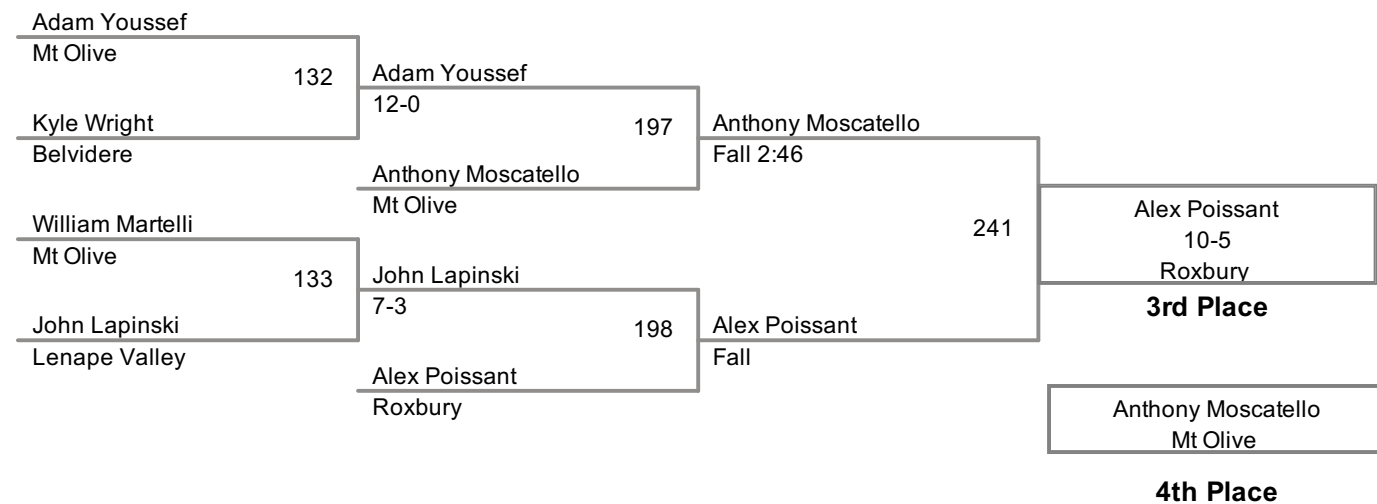 Adam Youssef
Mt Olive
132
Kyle Wright
Belvidere
Adam Youssef
12-0
197
Anthony Moscatello
Mt Olive
William Martelli
Mt Olive
133
John Lapinski
Lenape Valley
John Lapinski
7-3
198
Alex Poissant
Roxbury
Anthony Moscatello
Fall 2:46
241
Alex Poissant
Fall
Alex Poissant
10-5
Roxbury
3rd Place
Anthony Moscatello
Mt Olive
4th Place